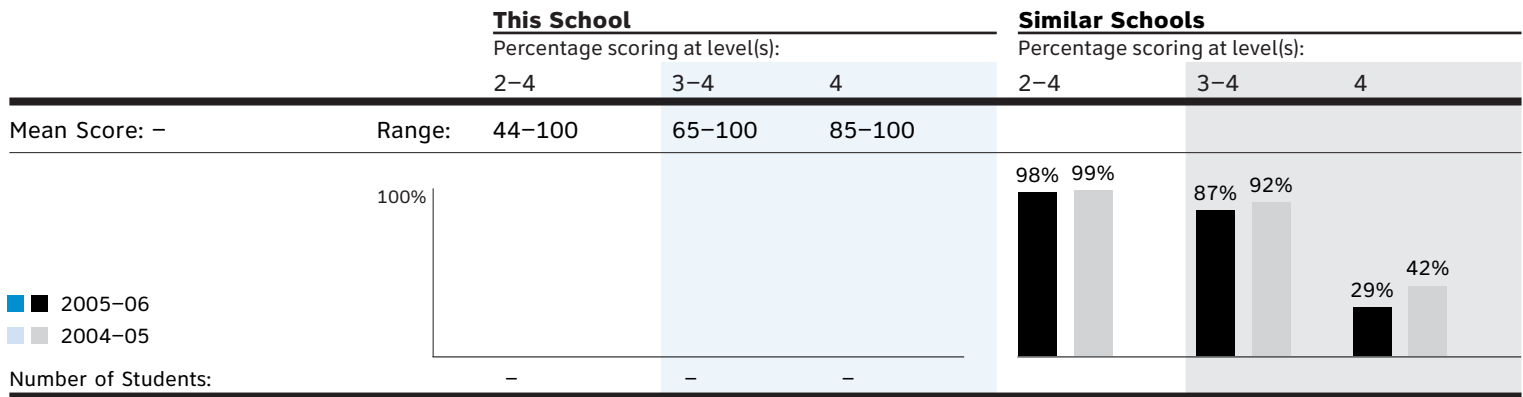 This School Similar Schools
Percentage scoring at level(s): Percentage scoring at level(s):
2–4 3–4 4 2–4 3–4 4
Mean Score: – Range: 44–100 65–100 85–100
98% 99% 87% 92%
100%
42%
29%
2005–06
2004–05
Number of Students: – – –